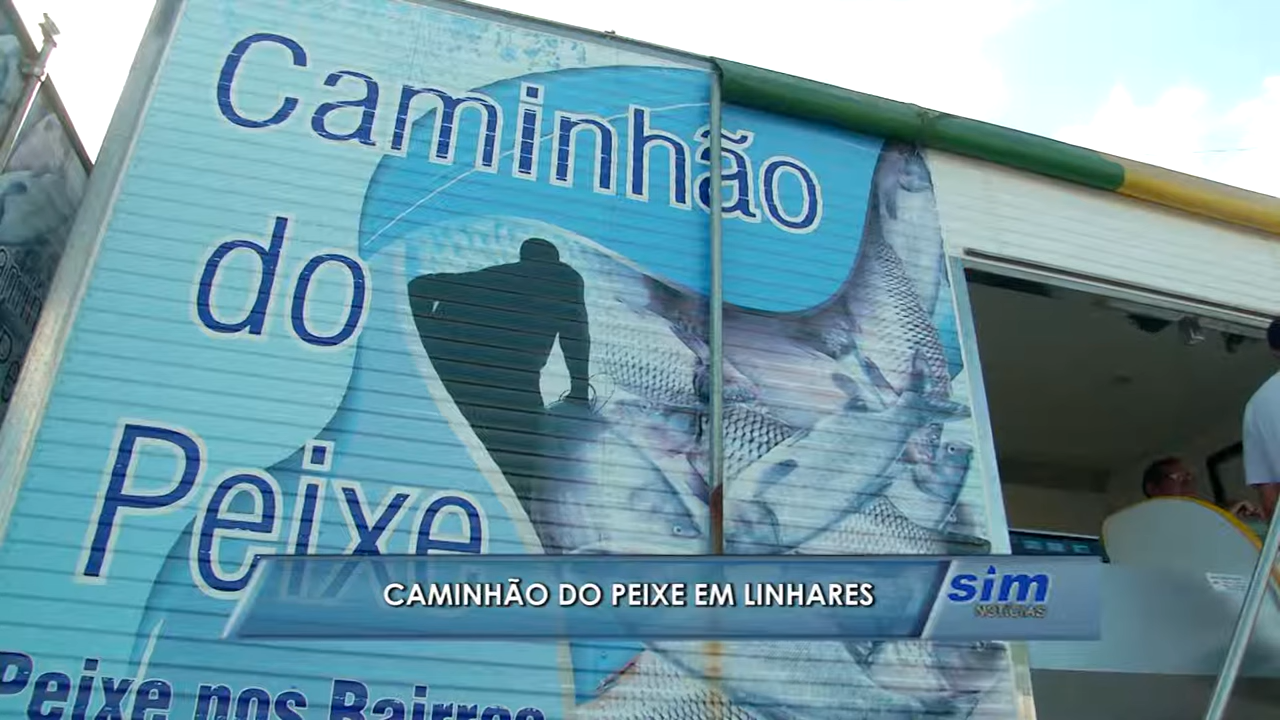 Caminhão
do
Peixe
CAMINHÃO DO PEIXE EM LINHARES
sim
NOTÍCIAS
Peixe nos Bairros